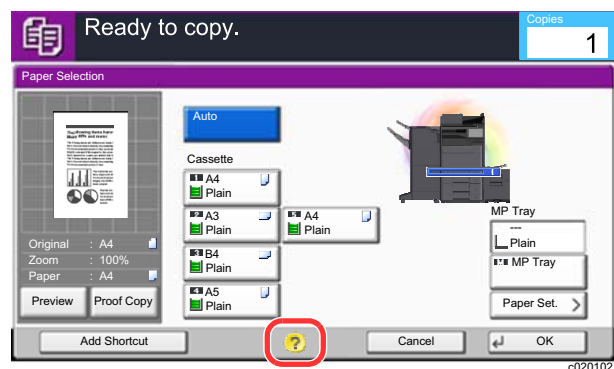 Ready to copy.
Copies
1
Paper Selection
Auto
Cassette
1 A4
Plain
2 A3
Plain
5 A4
Plain
3 B4
Plain
4 A5
Plain
MP Tray
---
Plain
MP Tray
Original : A4
Zoom : 100%
Paper : A4
Preview
Proof Copy
Paper Set.
Add Shortcut
?
Cancel
OK
c020102